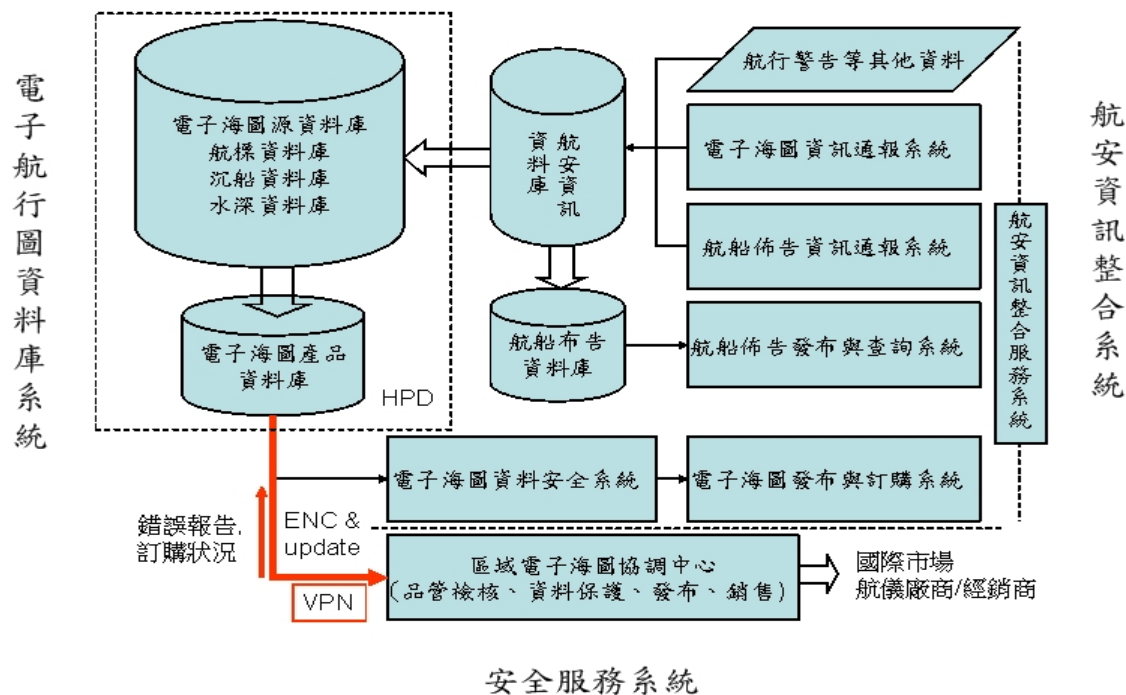 電子航行圖資料庫系統
電子海圖源資料庫
航標資料庫
沉船資料庫
水深資料庫
電子海圖產品
資料庫
HPD
航安資訊
資料庫
航船布告
資料庫
航行警告等其他資料
電子海圖資訊通報系統
航船佈告資訊通報系統
航船佈告發布與查詢系統
航安資訊整合服務系統
航安資訊整合系統
電子海圖資料安全系統
電子海圖發布與訂購系統
錯誤報告,
訂購狀況
ENC &
update
VPN
區域電子海圖協調中心
(品管檢核、資料保護、發布、銷售)
國際市場
航儀廠商/經銷商
安全服務系統